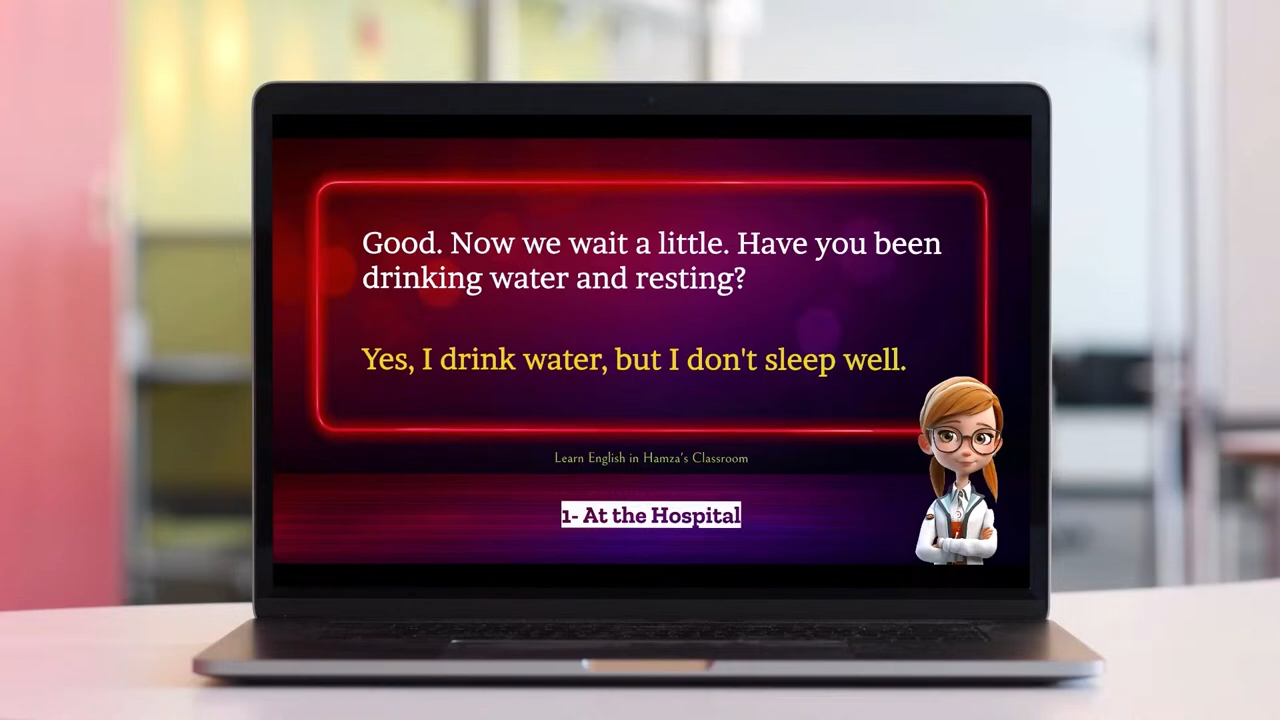 Good. Now we wait a little. Have you been
drinking water and resting?
Yes, I drink water, but I don't sleep well.
Learn English in Hamza's Classroom
1- At the Hospital